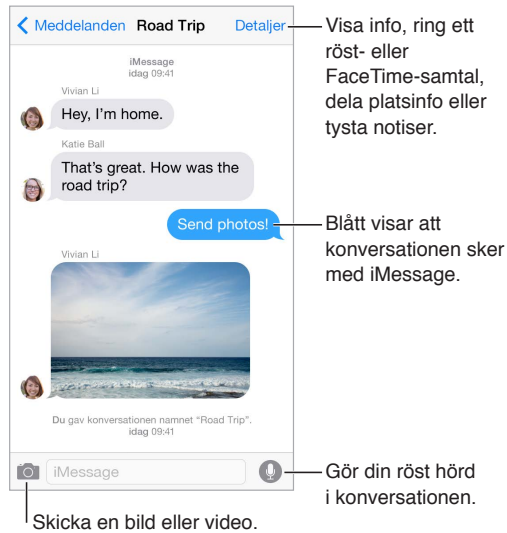 Meddelanden Road Trip Detaljer
iMessage
idag 09:41
Vivian Li
Hey, I'm home.
Katie Ball
That's great. How was the
road trip?
Send photos!
Vivian Li
Du gav konversationen namnet “Road Trip”.
idag 09:41
iMessage
Visa info, ring ett
röst- eller
FaceTime-samtal,
dela platsinfo eller
tysta notiser.
Blått visar att
konversationen sker
med iMessage.
Gör din röst hörd
i konversationen.
Skicka en bild eller video.